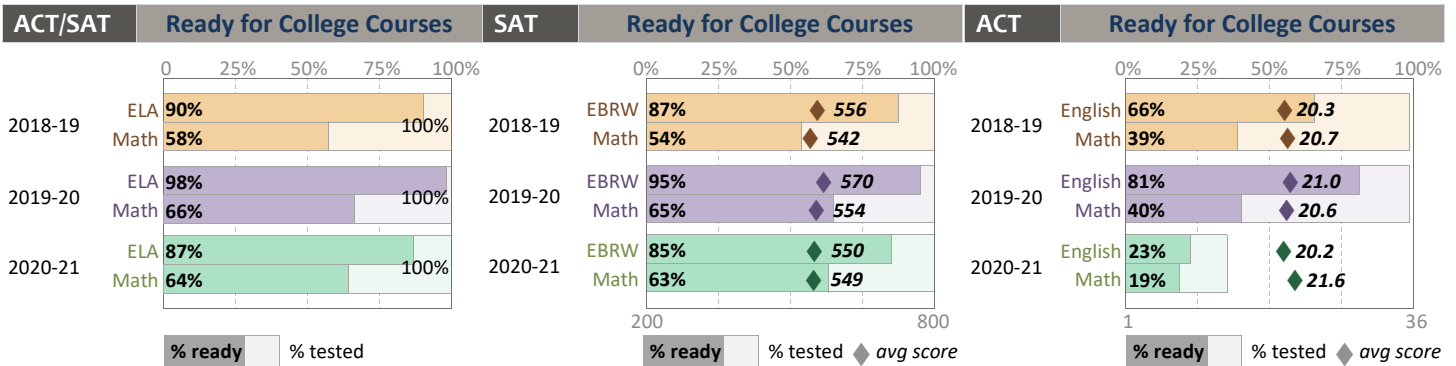 ACT/SAT Ready for College Courses
0 25% 50% 75% 100%
2018-19
ELA 90%
Math 58%
100%
2019-20
ELA 98%
Math 66%
100%
2020-21
ELA 87%
Math 64%
100%
% ready % tested
SAT Ready for College Courses
0% 25% 50% 75% 100%
2018-19
EBRW 87% 556
Math 54% 542
2019-20
EBRW 95% 570
Math 65% 554
2020-21
EBRW 85% 550
Math 63% 549
200 800
% ready % tested avg score
ACT Ready for College Courses
0% 25% 50% 75% 100%
2018-19
English 66% 20.3
Math 39% 20.7
2019-20
English 81% 21.0
Math 40% 20.6
2020-21
English 23% 20.2
Math 19% 21.6
1 36
% ready % tested avg score